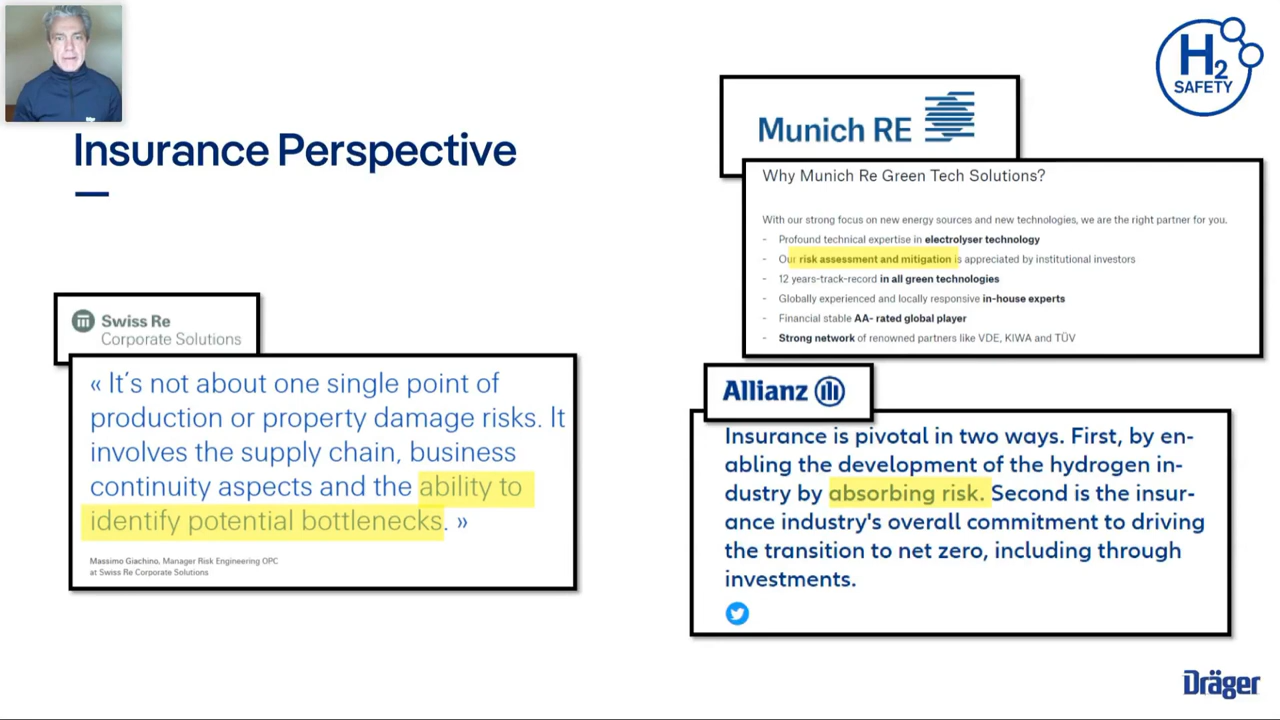 H2
SAFETY
Insurance Perspective
Munich RE
Why Munich Re Green Tech Solutions?
With our strong focus on new energy sources and new technologies, we are the right partner for you.
- Profound technical expertise in electrolyser technology
- Our risk assessment and mitigation is appreciated by institutional investors
- 12 years-track-record in all green technologies
- Globally experienced and locally responsive in-house experts
- Financial stable AA- rated global player
- Strong network of renowned partners like VDE, KIWA and TÜV
Swiss Re
Corporate Solutions
« It's not about one single point of
production or property damage risks. It
involves the supply chain, business
continuity aspects and the ability to
identify potential bottlenecks. »
Massimo Giachino, Manager Risk Engineering OPC
at Swiss Re Corporate Solutions
Allianz
Insurance is pivotal in two ways. First, by en-
abling the development of the hydrogen in-
dustry by absorbing risk. Second is the insur-
ance industry's overall commitment to driving
the transition to net zero, including through
investments.
Dräger